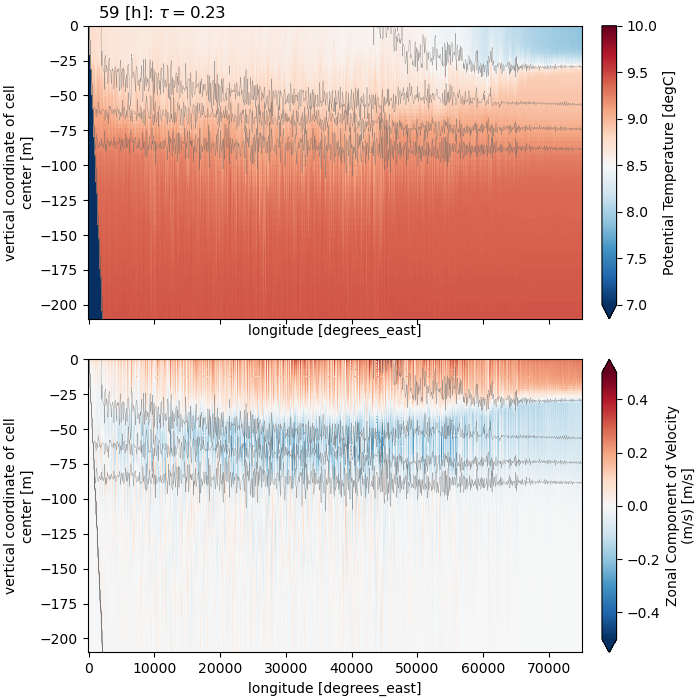 59 [h]: τ = 0.23
0
−25
−50
−75
−100
−125
−150
−175
−200
vertical coordinate of cell
center [m]
longitude [degrees_east]
10.0
9.5
9.0
8.5
8.0
7.5
7.0
Potential Temperature [degC]
0
−25
−50
−75
−100
−125
−150
−175
−200
vertical coordinate of cell
center [m]
0 10000 20000 30000 40000 50000 60000 70000
longitude [degrees_east]
0.4
0.2
0.0
−0.2
−0.4
Zonal Component of Velocity
(m/s) [m/s]